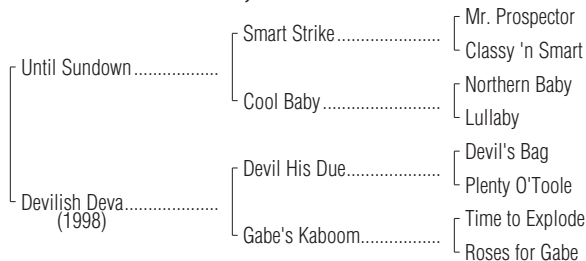 Mr. Prospector
Smart Strike....................
Classy 'n Smart
Until Sundown..................
Northern Baby
Cool Baby.......................
Lullaby
Devil's Bag
Devil His Due...................
Plenty O'Toole
Devilish Deva....................
(1998)
Time to Explode
Gabe's Kaboom................
Roses for Gabe